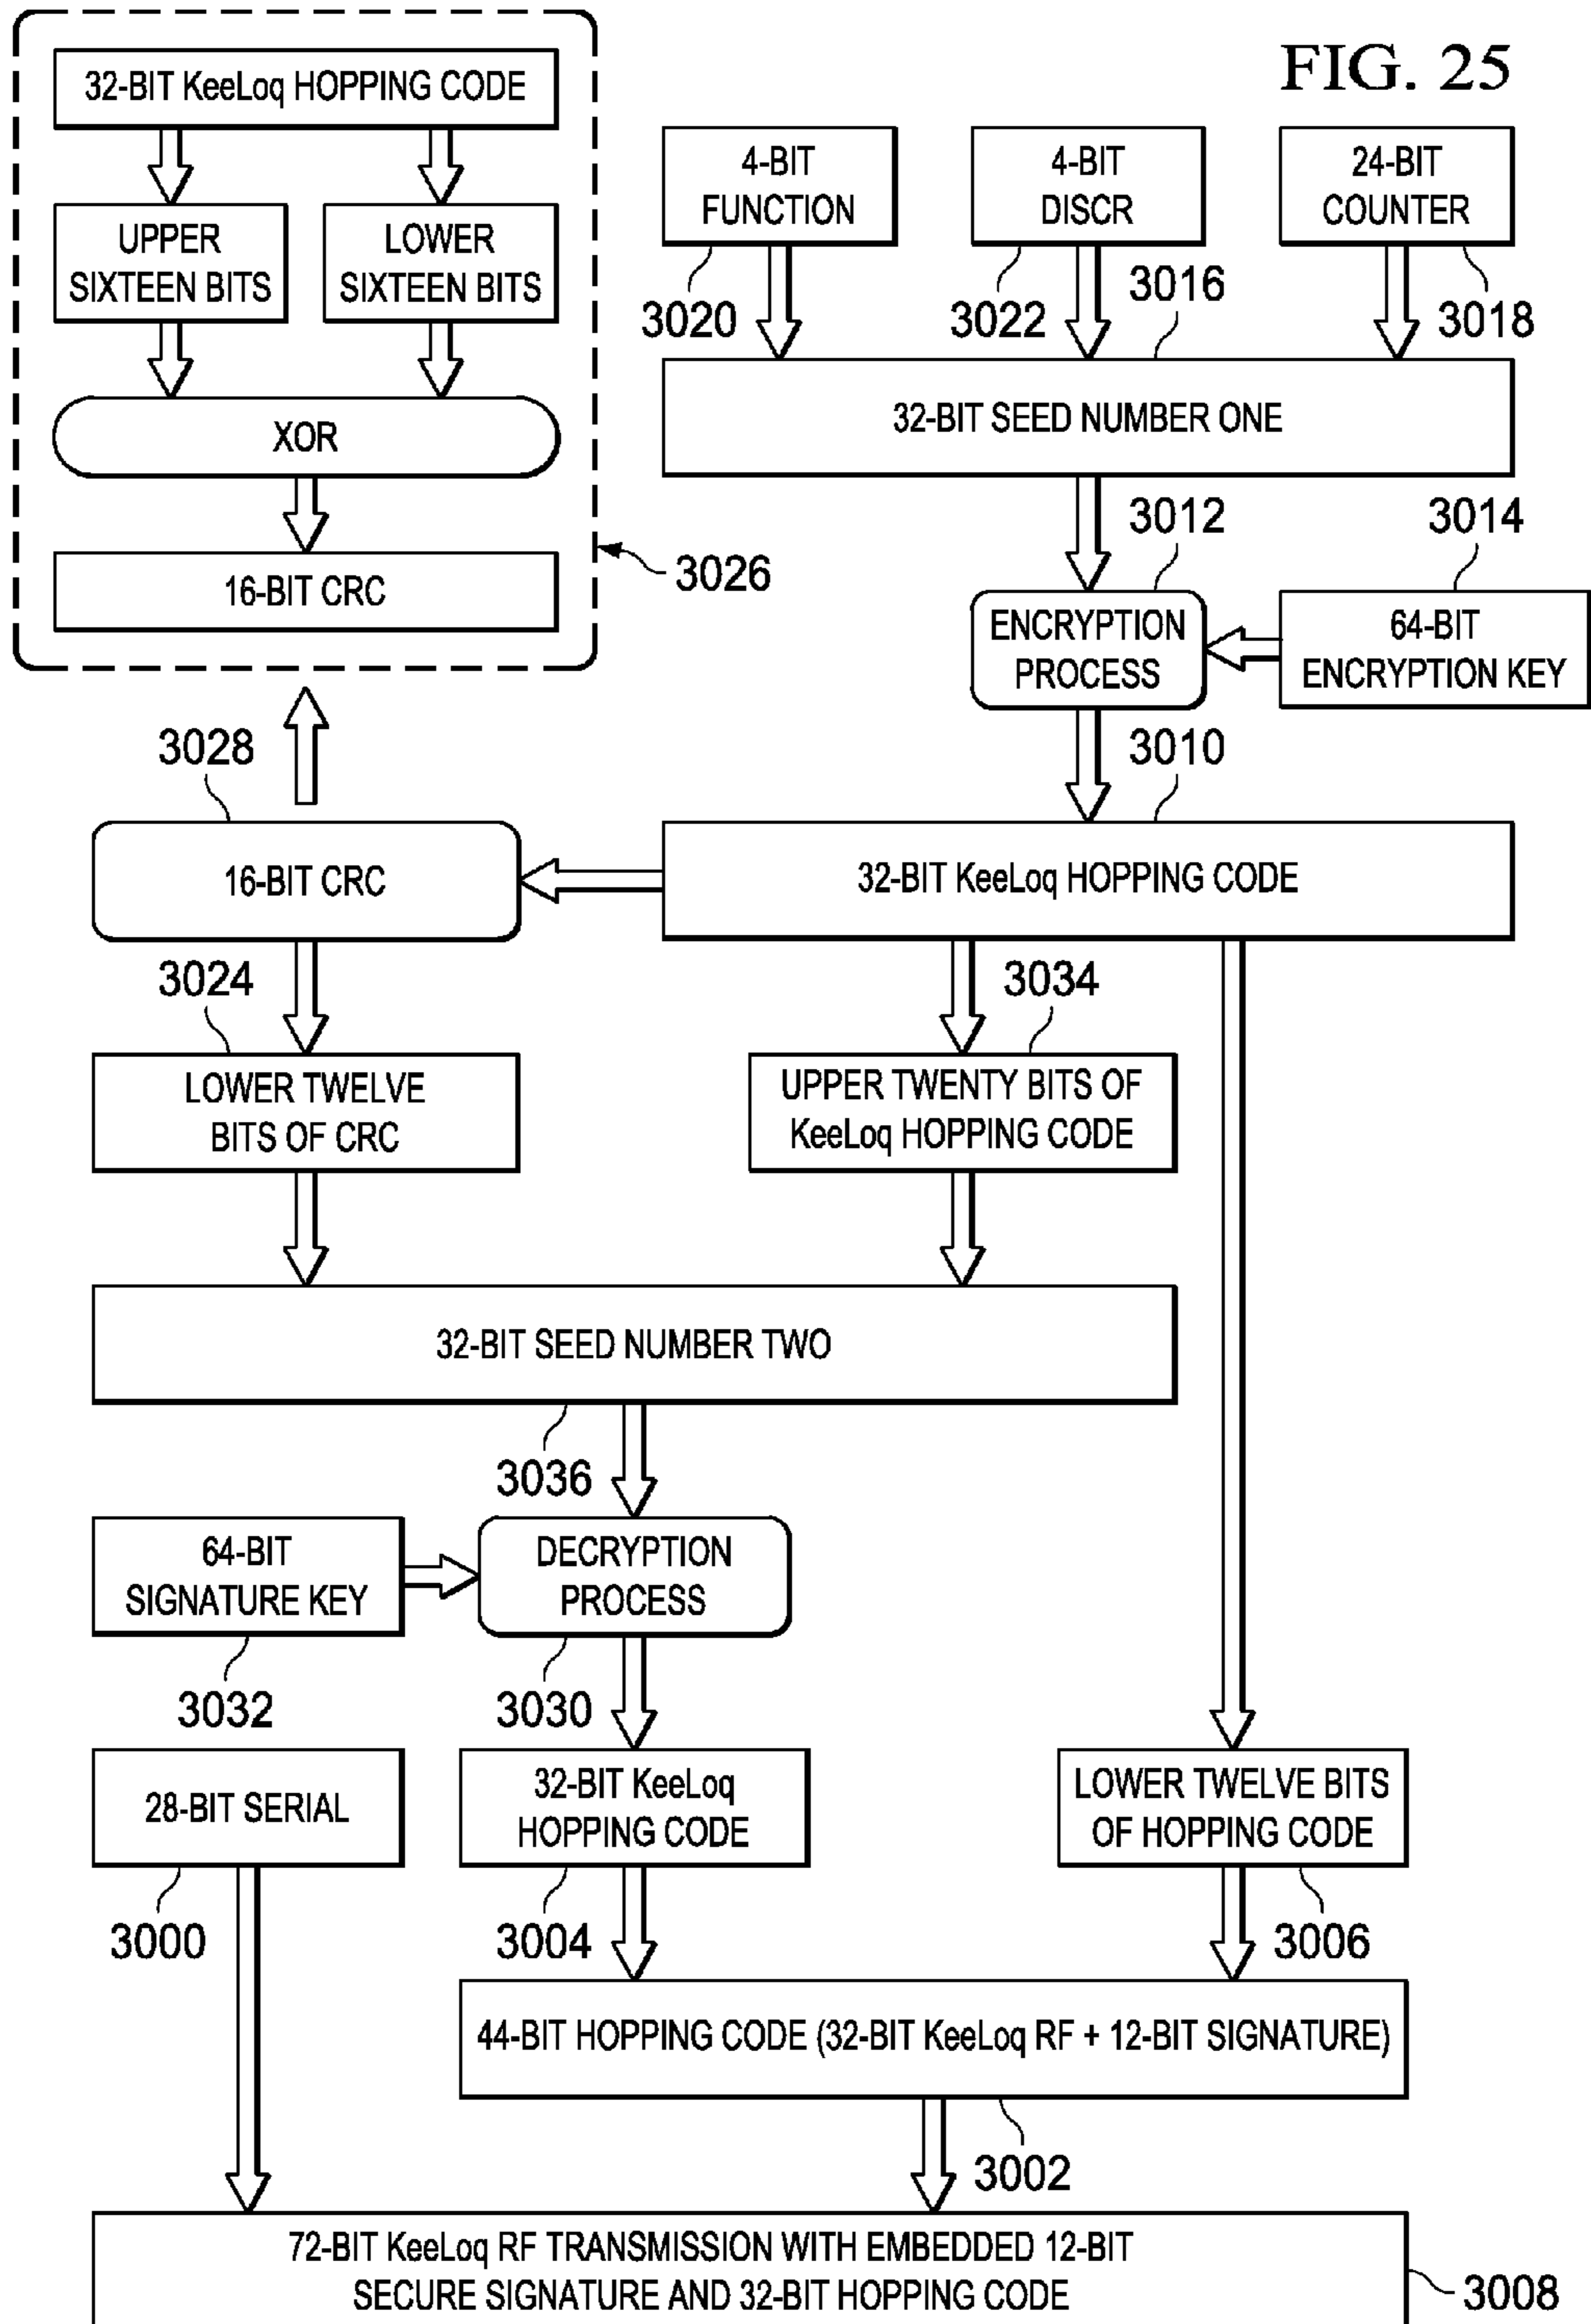 FIG. 25
32-BIT KeeLoq HOPPING CODE
UPPER
SIXTEEN BITS
LOWER
SIXTEEN BITS
XOR
16-BIT CRC
3026
4-BIT
FUNCTION
3020
4-BIT
DISCR
3022
24-BIT
COUNTER
3018
3016
32-BIT SEED NUMBER ONE
3012
ENCRYPTION
PROCESS
3014
64-BIT
ENCRYPTION KEY
3010
32-BIT KeeLoq HOPPING CODE
3028
16-BIT CRC
3024
LOWER TWELVE
BITS OF CRC
3034
UPPER TWENTY BITS OF
KeeLoq HOPPING CODE
32-BIT SEED NUMBER TWO
3036
64-BIT
SIGNATURE KEY
3032
DECRYPTION
PROCESS
3030
28-BIT SERIAL
3000
32-BIT KeeLoq
HOPPING CODE
3004
LOWER TWELVE BITS
OF HOPPING CODE
3006
44-BIT HOPPING CODE (32-BIT KeeLoq RF + 12-BIT SIGNATURE)
3002
72-BIT KeeLoq RF TRANSMISSION WITH EMBEDDED 12-BIT
SECURE SIGNATURE AND 32-BIT HOPPING CODE
3008